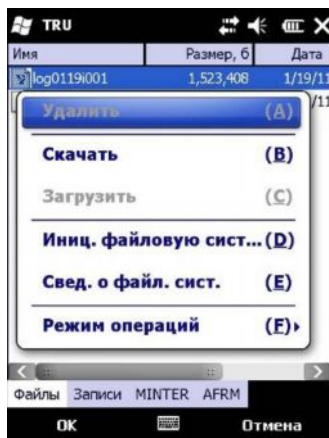 TRU
Имя Размер, б Дата
log0119i001 1,523,408 1/19/11
/11
Удалить (A)
Скачать (B)
Загрузить (C)
Иниц. файловую сист... (D)
Свед. о файл. сист. (E)
Режим операций (F)
Файлы Записи MINTER AFRM
OK Отмена